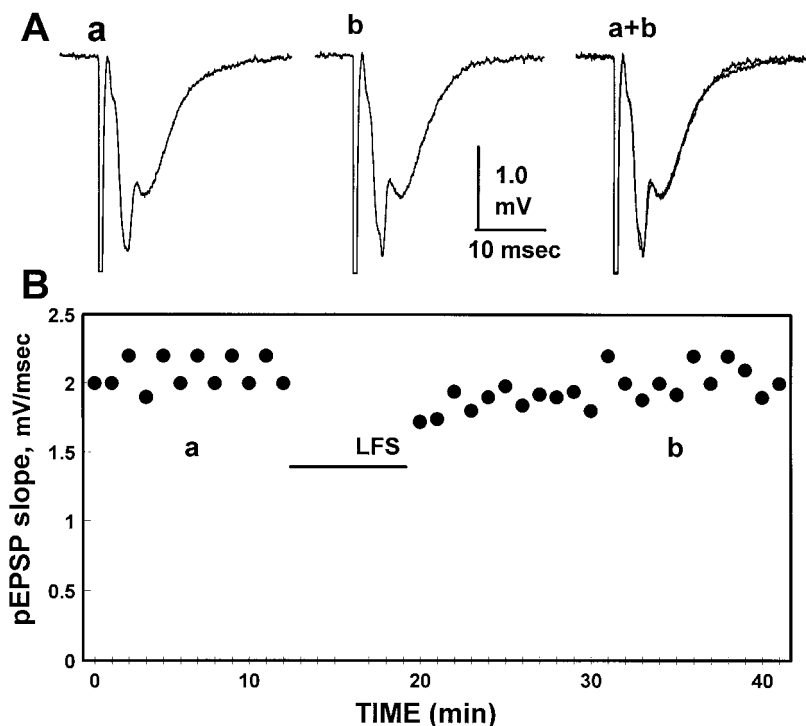 A
a
b
a+b
1.0
mV
10 msec
B
pEPSP slope, mV/msec
2.5
2
1.5
1
0.5
0
a
LFS
b
0
10
20
30
40
TIME (min)